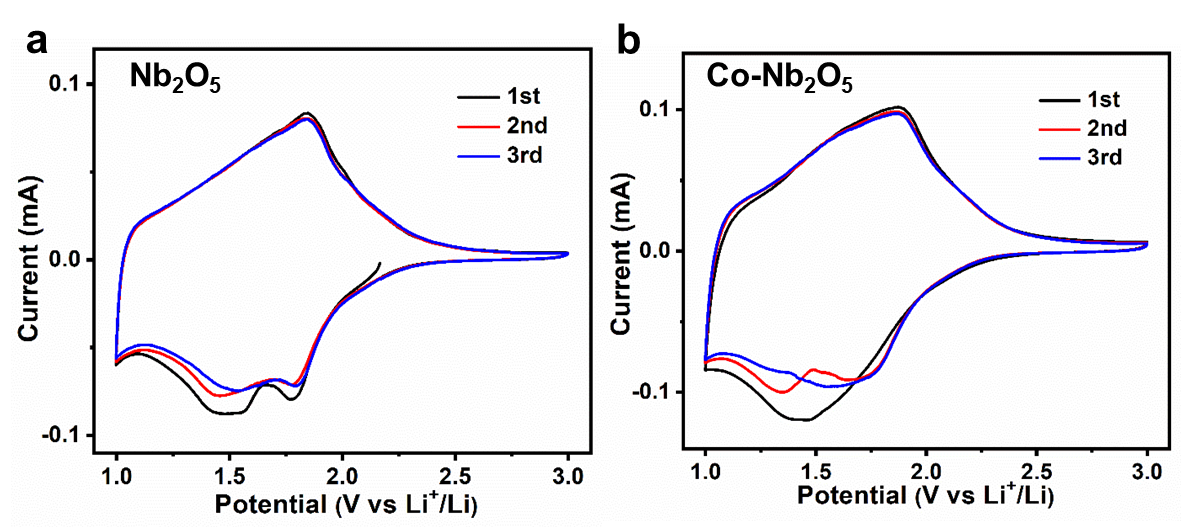 a
Nb₂O₅
1st
2nd
3rd
0.1
0.0
-0.1
Current (mA)
1.0 1.5 2.0 2.5 3.0
Potential (V vs Li⁺/Li)
b
Co-Nb₂O₅
1st
2nd
3rd
0.1
0.0
-0.1
Current (mA)
1.0 1.5 2.0 2.5 3.0
Potential (V vs Li⁺/Li)